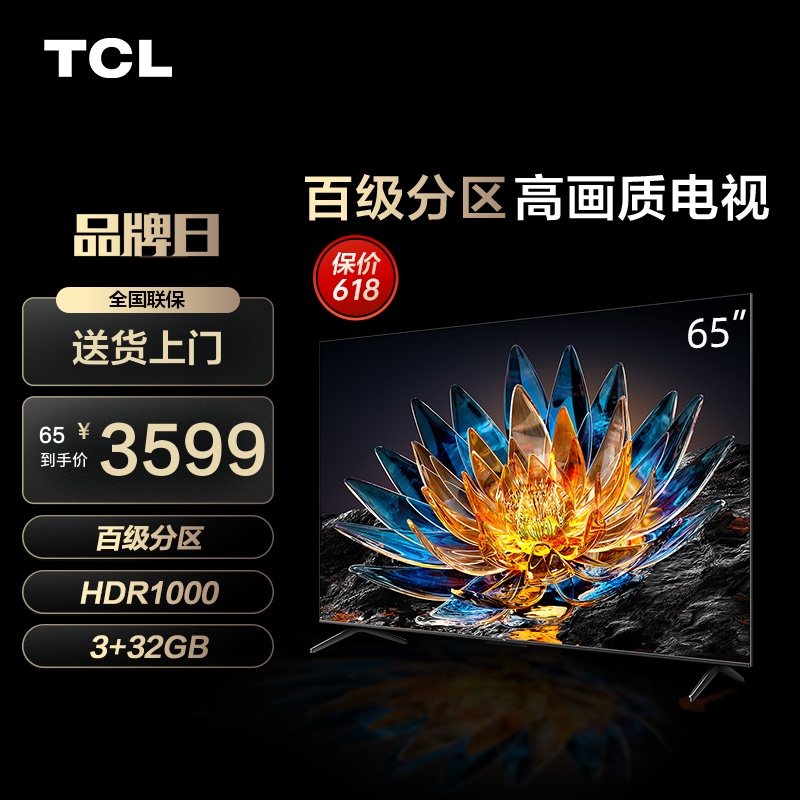 TCL
百级分区高画质电视
品牌日
保价
618
全国联保
送货上门
65"
65 ¥ 3599
到手价
百级分区
HDR1000
3+32GB